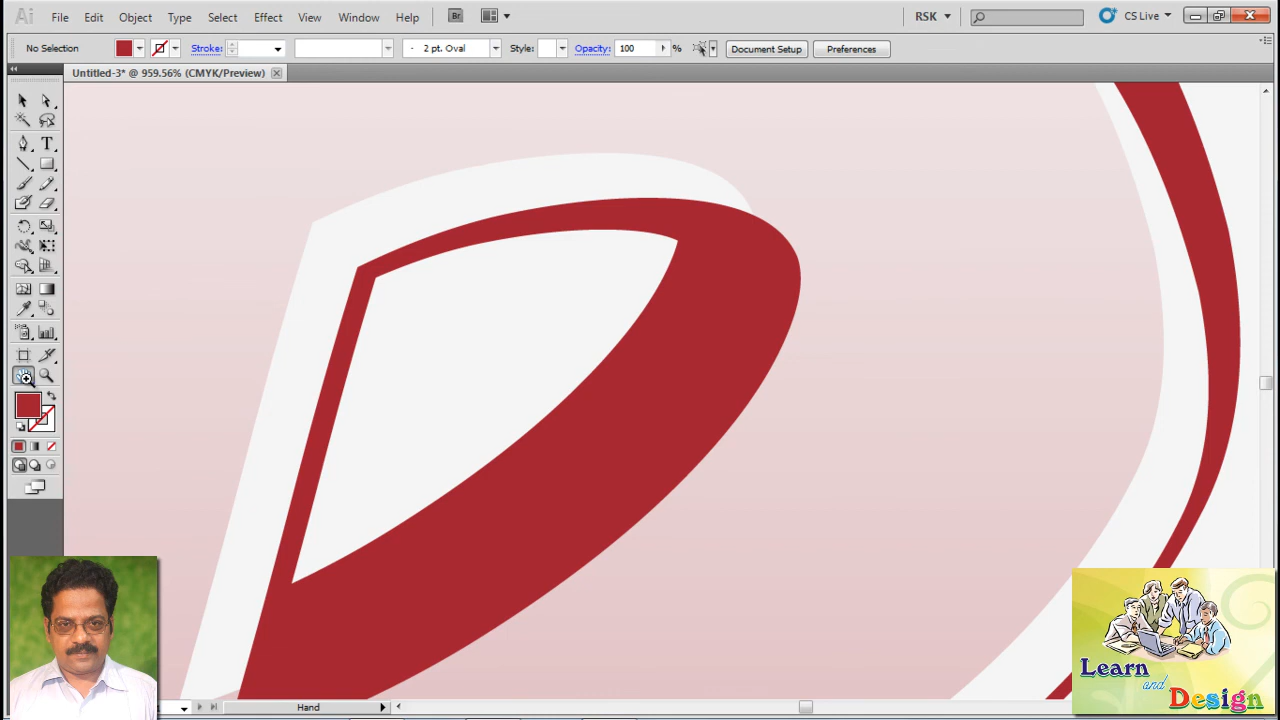 Ai File Edit Object Type Select Effect View Window Help Br RSK CS Live
No Selection Stroke: 2 pt. Oval Style: Opacity: 100 % Document Setup Preferences
Untitled-3* @ 959.56% (CMYK/Preview)
T
Hand
Learn
and
Design